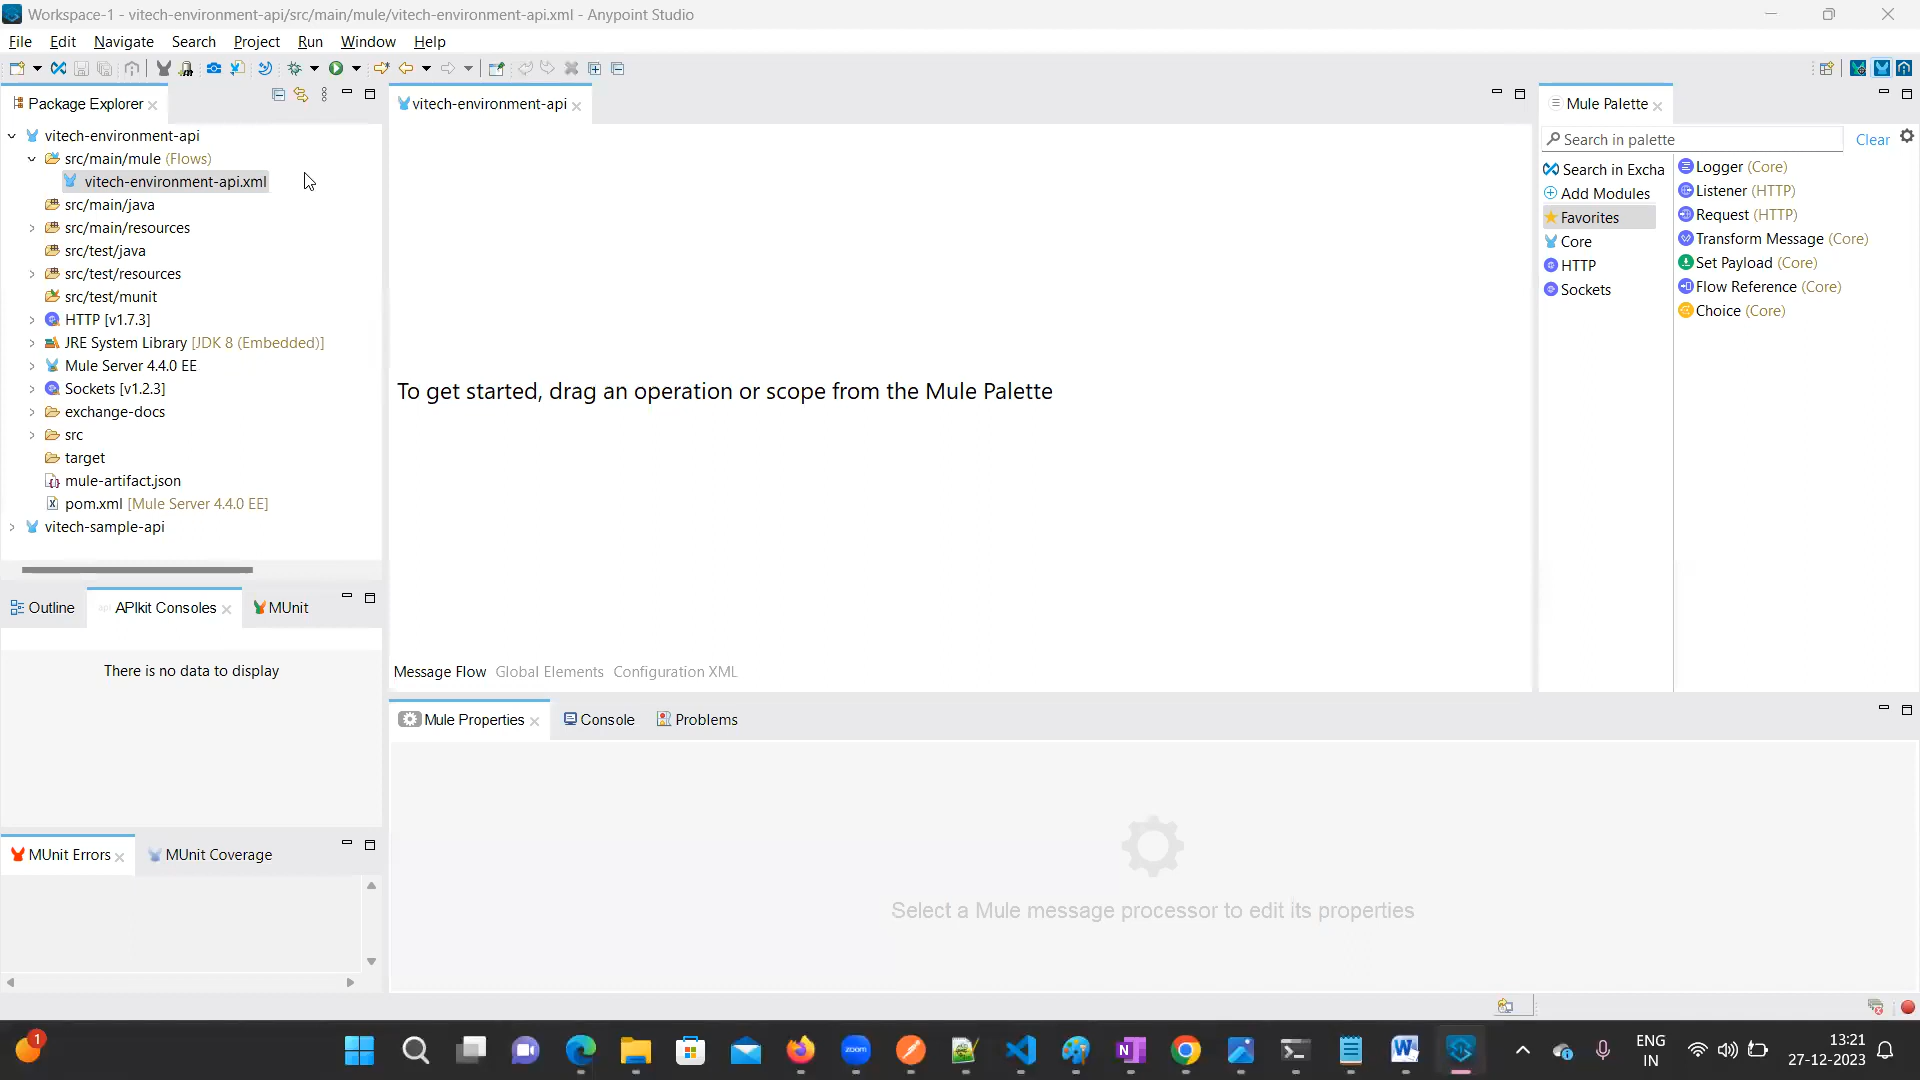 Workspace-1 - vitech-environment-api/src/main/mule/vitech-environment-api.xml - Anypoint Studio
File Edit Navigate Search Project Run Window Help
Package Explorer
vitech-environment-api
src/main/mule (Flows)
vitech-environment-api.xml
src/main/java
src/main/resources
src/test/java
src/test/resources
src/test/munit
HTTP [v1.7.3]
JRE System Library [JDK 8 (Embedded)]
Mule Server 4.4.0 EE
Sockets [v1.2.3]
exchange-docs
src
target
mule-artifact.json
pom.xml [Mule Server 4.4.0 EE]
vitech-sample-api
Outline APIkit Consoles MUnit
There is no data to display
MUnit Errors MUnit Coverage
vitech-environment-api
To get started, drag an operation or scope from the Mule Palette
Message Flow Global Elements Configuration XML
Mule Properties Console Problems
Select a Mule message processor to edit its properties
Mule Palette
Search in palette Clear
Search in Excha
Add Modules
Favorites
Core
HTTP
Sockets
Logger (Core)
Listener (HTTP)
Request (HTTP)
Transform Message (Core)
Set Payload (Core)
Flow Reference (Core)
Choice (Core)
1
zoom
ENG
IN
13:21
27-12-2023